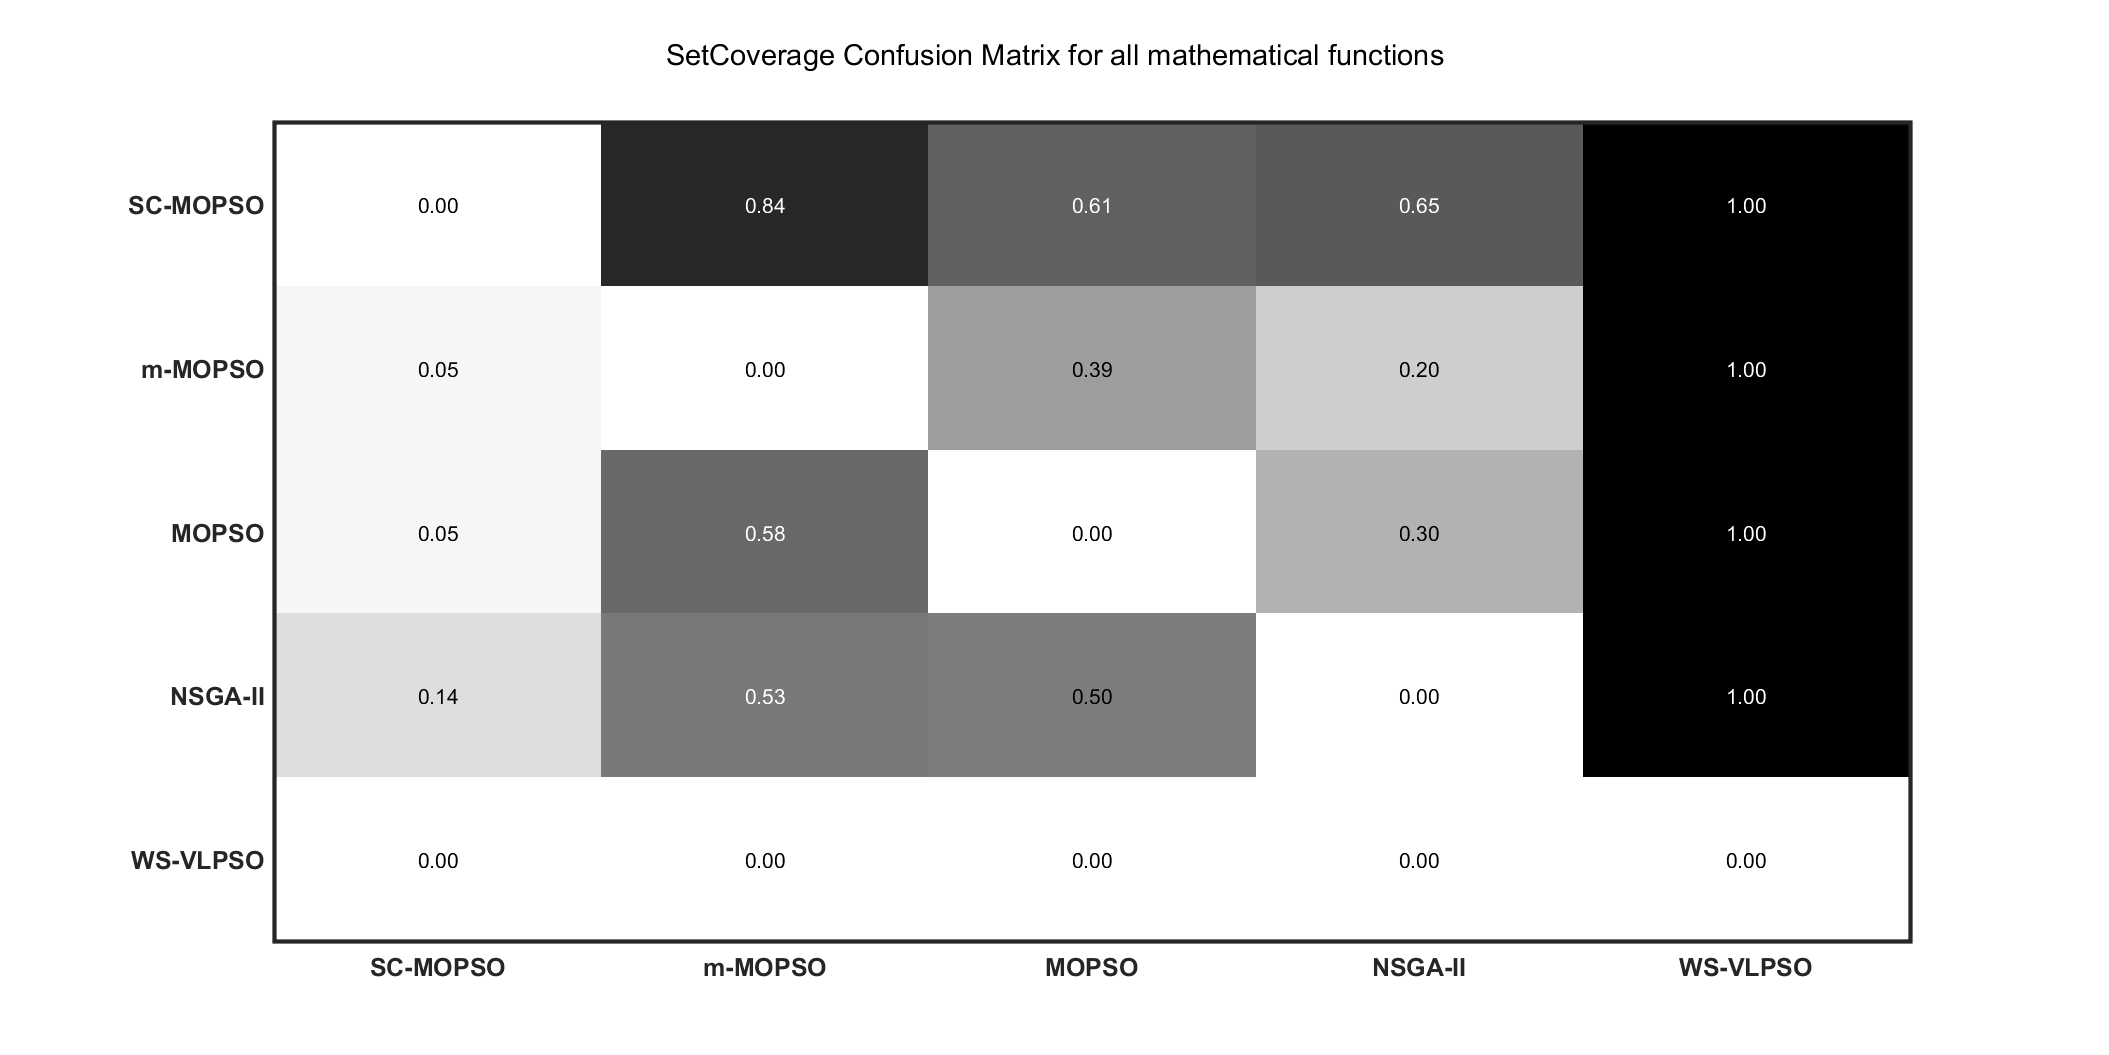 SetCoverage Confusion Matrix for all mathematical functions
SC-MOPSO 0.00 0.84 0.61 0.65 1.00
m-MOPSO 0.05 0.00 0.39 0.20 1.00
MOPSO 0.05 0.58 0.00 0.30 1.00
NSGA-II 0.14 0.53 0.50 0.00 1.00
WS-VLPSO 0.00 0.00 0.00 0.00 0.00
SC-MOPSO m-MOPSO MOPSO NSGA-II WS-VLPSO